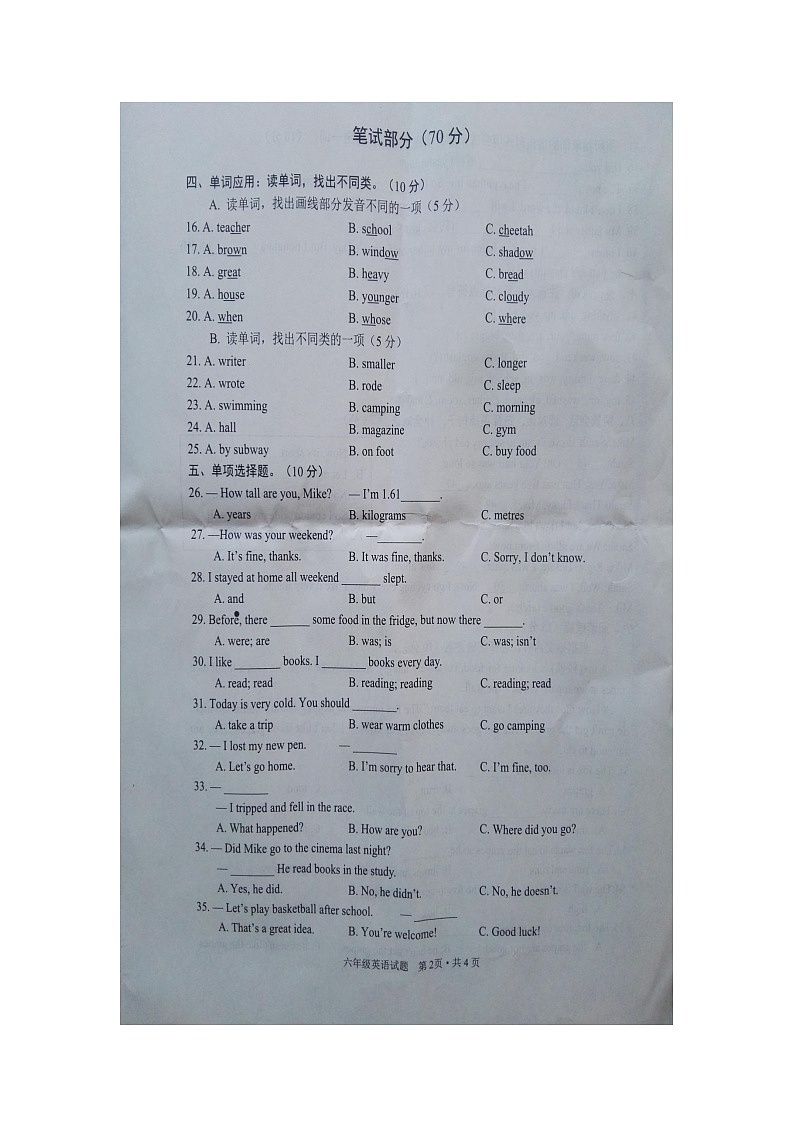 笔试部分（70分）
四、单词应用：读单词，找出不同类。（10分）
A. 读单词，找出画线部分发音不同的一项（5分）
16. A. teacher B. school C. cheetah
17. A. brown B. window C. shadow
18. A. great B. heavy C. bread
19. A. house B. younger C. cloudy
20. A. when B. whose C. where
B. 读单词，找出不同类的一项（5分）
21. A. writer B. smaller C. longer
22. A. wrote B. rode C. sleep
23. A. swimming B. camping C. morning
24. A. hall B. magazine C. gym
25. A. by subway B. on foot C. buy food
五、单项选择题。（10分）
26. — How tall are you, Mike? — I'm 1.61_______.
A. years B. kilograms C. metres
27. —How was your weekend? —________.
A. It's fine, thanks. B. It was fine, thanks. C. Sorry, I don't know.
28. I stayed at home all weekend _______ slept.
A. and B. but C. or
29. Before, there _______ some food in the fridge, but now there _______.
A. were; are B. was; is C. was; isn't
30. I like ________ books. I ________ books every day.
A. read; read B. reading; reading C. reading; read
31. Today is very cold. You should ________.
A. take a trip B. wear warm clothes C. go camping
32. — I lost my new pen. — ________
A. Let's go home. B. I'm sorry to hear that. C. I'm fine, too.
33. — ________
— I tripped and fell in the race.
A. What happened? B. How are you? C. Where did you go?
34. — Did Mike go to the cinema last night?
— ________ He read books in the study.
A. Yes, he did. B. No, he didn't. C. No, he doesn't.
35. — Let's play basketball after school. — ________
A. That's a great idea. B. You're welcome! C. Good luck!
六年级英语试题 第2页·共4页